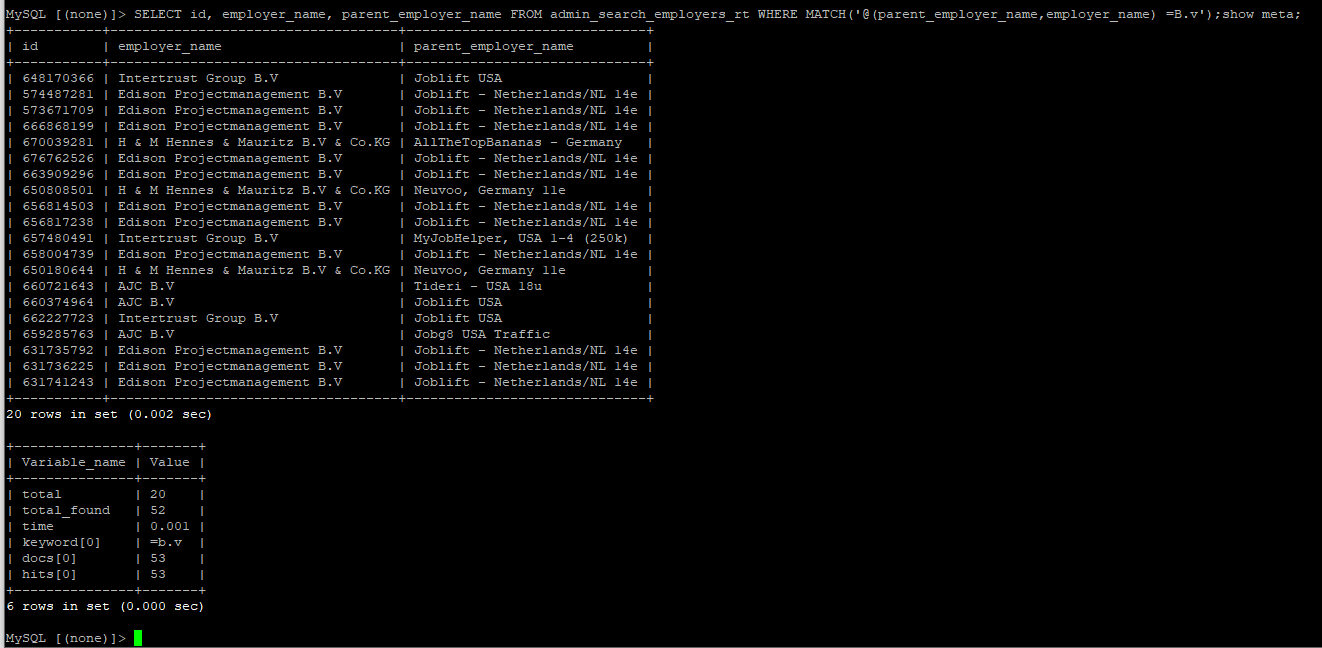 MySQL [(none)]> SELECT id, employer_name, parent_employer_name FROM admin_search_employers_rt WHERE MATCH('@(parent_employer_name,employer_name) =B.v');show meta;
+-----------+------------------------------------+------------------------------+
| id        | employer_name                      | parent_employer_name         |
+-----------+------------------------------------+------------------------------+
| 648170366 | Intertrust Group B.V               | Joblift USA                  |
| 574487281 | Edison Projectmanagement B.V       | Joblift - Netherlands/NL 14e |
| 573671709 | Edison Projectmanagement B.V       | Joblift - Netherlands/NL 14e |
| 666868199 | Edison Projectmanagement B.V       | Joblift - Netherlands/NL 14e |
| 670039281 | H & M Hennes & Mauritz B.V & Co.KG | AllTheTopBananas - Germany   |
| 676762526 | Edison Projectmanagement B.V       | Joblift - Netherlands/NL 14e |
| 663909296 | Edison Projectmanagement B.V       | Joblift - Netherlands/NL 14e |
| 650808501 | H & M Hennes & Mauritz B.V & Co.KG | Neuvoo, Germany 11e          |
| 656814503 | Edison Projectmanagement B.V       | Joblift - Netherlands/NL 14e |
| 656817238 | Edison Projectmanagement B.V       | Joblift - Netherlands/NL 14e |
| 657480491 | Intertrust Group B.V               | MyJobHelper, USA 1-4 (250k)  |
| 658004739 | Edison Projectmanagement B.V       | Joblift - Netherlands/NL 14e |
| 650180644 | H & M Hennes & Mauritz B.V & Co.KG | Neuvoo, Germany 11e          |
| 660721643 | AJC B.V                            | Tideri - USA 18u             |
| 660374964 | AJC B.V                            | Joblift USA                  |
| 662227723 | Intertrust Group B.V               | Joblift USA                  |
| 659285763 | AJC B.V                            | Jobg8 USA Traffic            |
| 631735792 | Edison Projectmanagement B.V       | Joblift - Netherlands/NL 14e |
| 631736225 | Edison Projectmanagement B.V       | Joblift - Netherlands/NL 14e |
| 631741243 | Edison Projectmanagement B.V       | Joblift - Netherlands/NL 14e |
+-----------+------------------------------------+------------------------------+
20 rows in set (0.002 sec)
+---------------+-------+
| Variable_name | Value |
+---------------+-------+
| total         | 20    |
| total_found   | 52    |
| time          | 0.001 |
| keyword[0]    | =b.v  |
| docs[0]       | 53    |
| hits[0]       | 53    |
+---------------+-------+
6 rows in set (0.000 sec)
MySQL [(none)]>